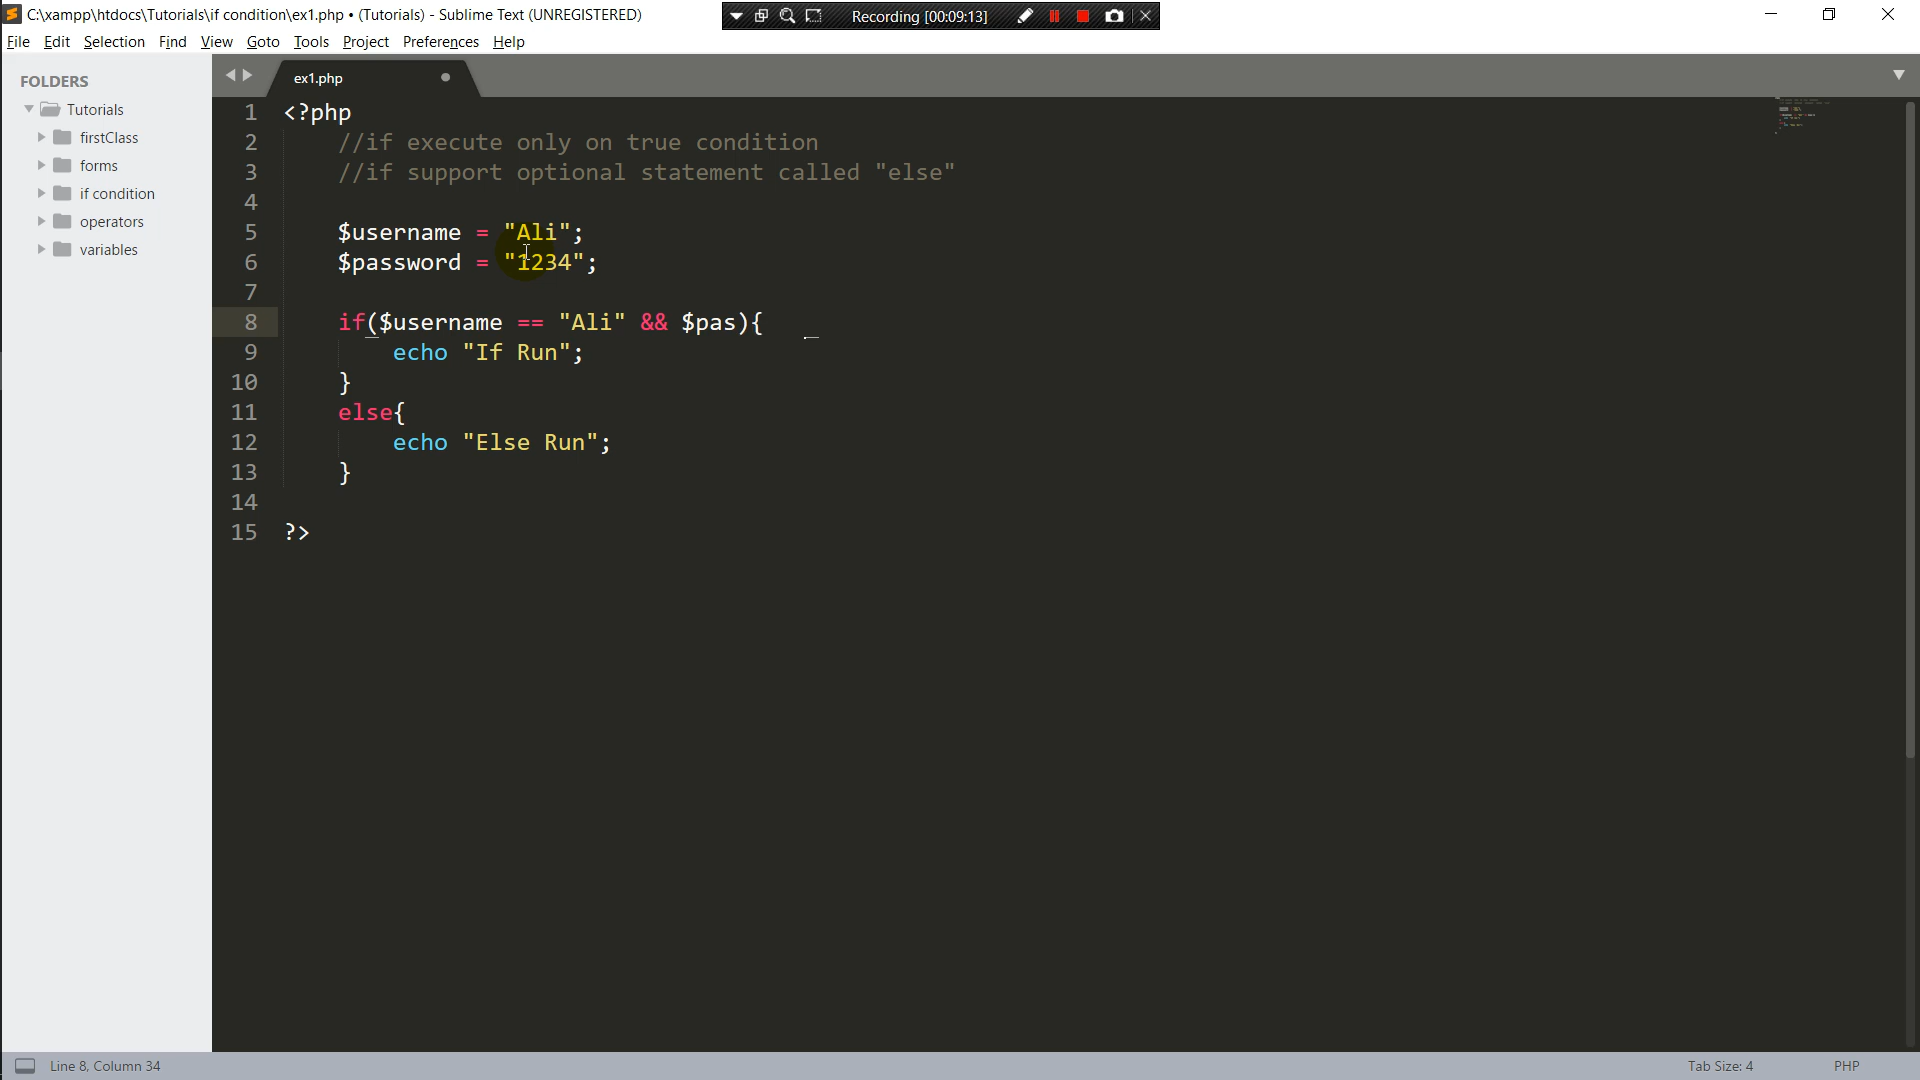 C:\xampp\htdocs\Tutorials\if condition\ex1.php • (Tutorials) - Sublime Text (UNREGISTERED)
Recording [00:09:13]
File Edit Selection Find View Goto Tools Project Preferences Help
FOLDERS
Tutorials
firstClass
forms
if condition
operators
variables
ex1.php
1 <?php
2 //if execute only on true condition
3 //if support optional statement called "else"
4
5 $username = "Ali";
6 $password = "1234";
7
8 if($username == "Ali" && $pas){
9 echo "If Run";
10 }
11 else{
12 echo "Else Run";
13 }
14
15 ?>
Line 8, Column 34
Tab Size: 4
PHP